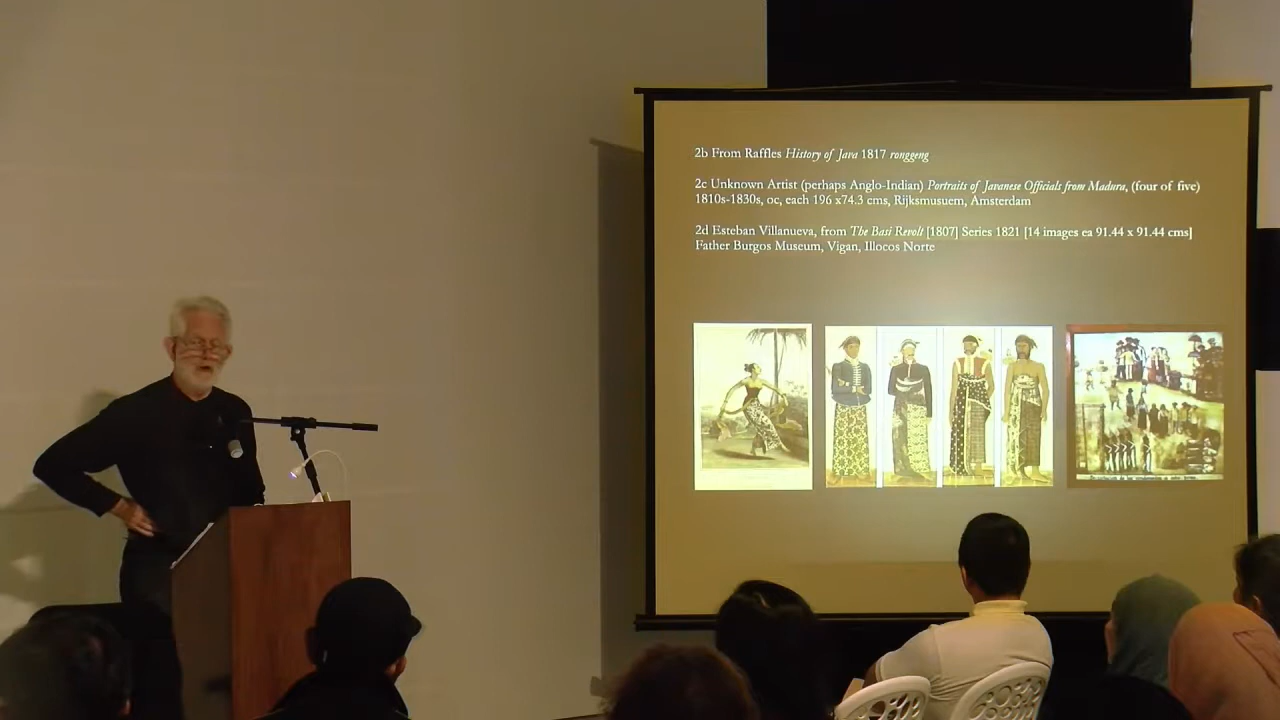 2b From Raffles History of Java 1817 ronggeng
2c Unknown Artist (perhaps Anglo-Indian) Portraits of Javanese Officials from Madura, (four of five)
1810s-1830s, oc, each 196 x74.3 cms, Rijksmusuem, Amsterdam
2d Esteban Villanueva, from The Basi Revolt [1807] Series 1821 [14 images ea 91.44 x 91.44 cms]
Father Burgos Museum, Vigan, Illocos Norte